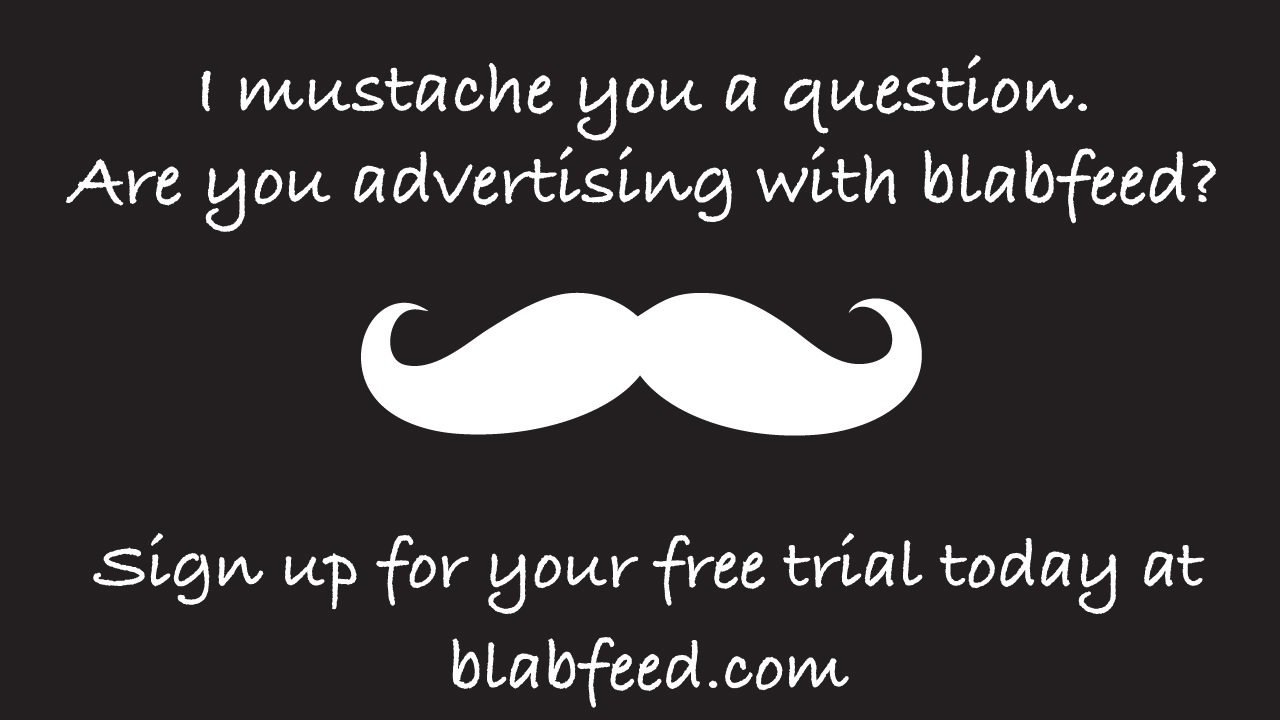 I mustache you a question.
Are you advertising with blabfeed?
Sign up for your free trial today at
blabfeed.com